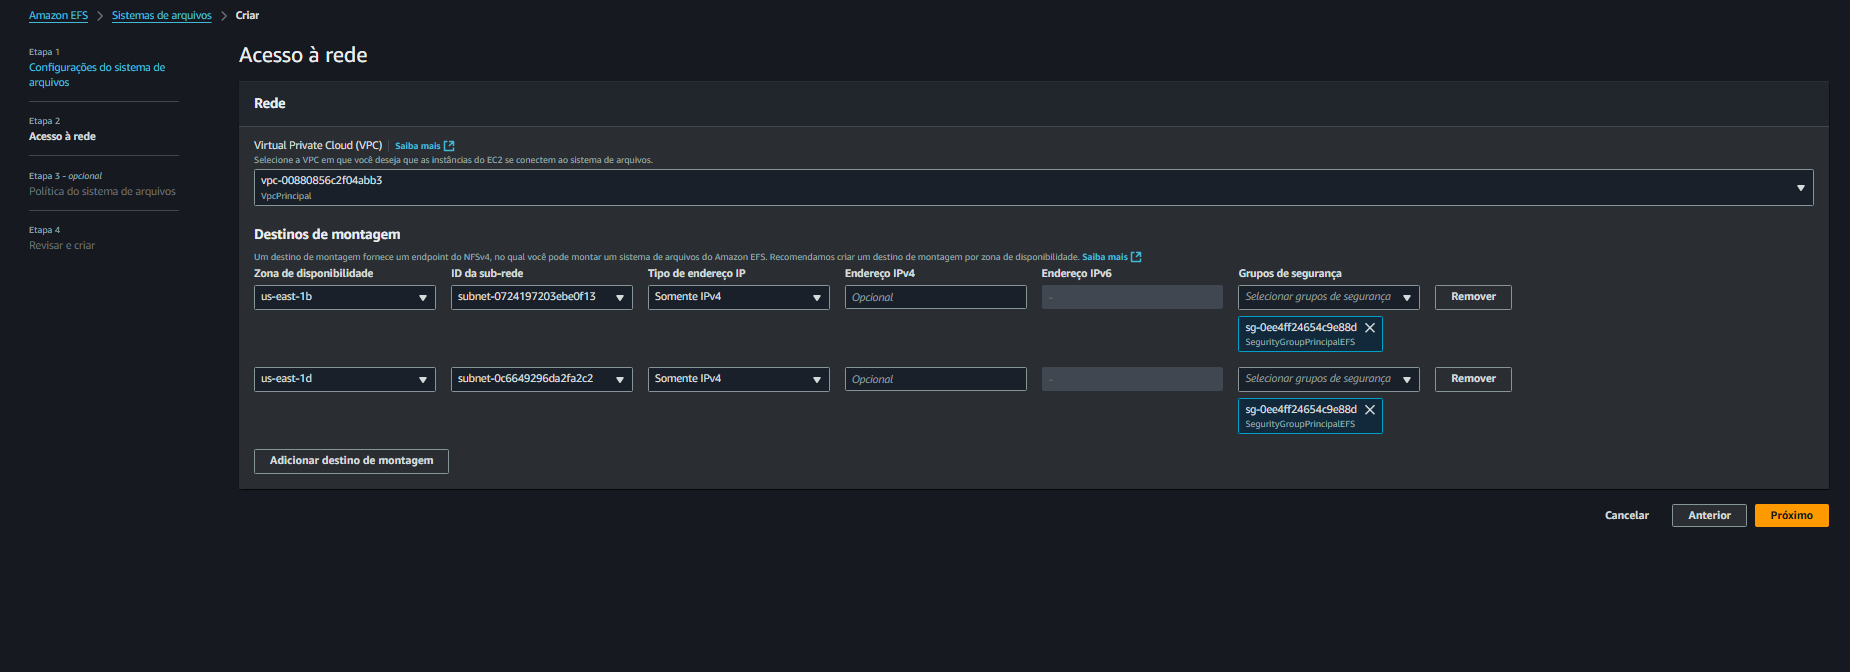 Amazon EFS > Sistemas de arquivos > Criar
Etapa 1
Configurações do sistema de
arquivos
Etapa 2
Acesso à rede
Etapa 3 - opcional
Política do sistema de arquivos
Etapa 4
Revisar e criar
Acesso à rede
Rede
Virtual Private Cloud (VPC) | Saiba mais
Selecione a VPC em que você deseja que as instâncias do EC2 se conectem ao sistema de arquivos.
vpc-00880856c2f04abb3
VpcPrincipal
Destinos de montagem
Um destino de montagem fornece um endpoint do NFSv4, no qual você pode montar um sistema de arquivos do Amazon EFS. Recomendamos criar um destino de montagem por zona de disponibilidade. Saiba mais
Zona de disponibilidade ID da sub-rede Tipo de endereço IP Endereço IPv4 Endereço IPv6 Grupos de segurança
us-east-1b subnet-0724197203ebe0f13 Somente IPv4 Opcional - Selecionar grupos de segurança Remover
sg-0ee4ff24654c9e88d
SegurityGroupPrincipalEFS
us-east-1d subnet-0c6649296da2fa2c2 Somente IPv4 Opcional - Selecionar grupos de segurança Remover
sg-0ee4ff24654c9e88d
SegurityGroupPrincipalEFS
Adicionar destino de montagem
Cancelar Anterior Próximo